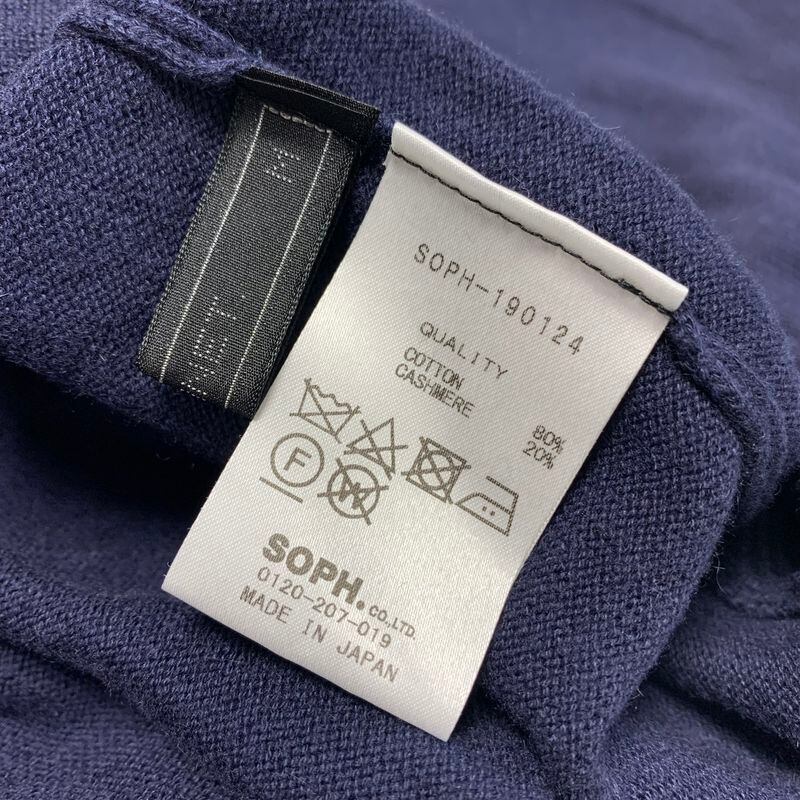 M
SOPH-190124
QUALITY
COTTON 80%
CASHMERE 20%
F
W
SOPH. CO.,LTD.
0120-207-019
MADE IN JAPAN